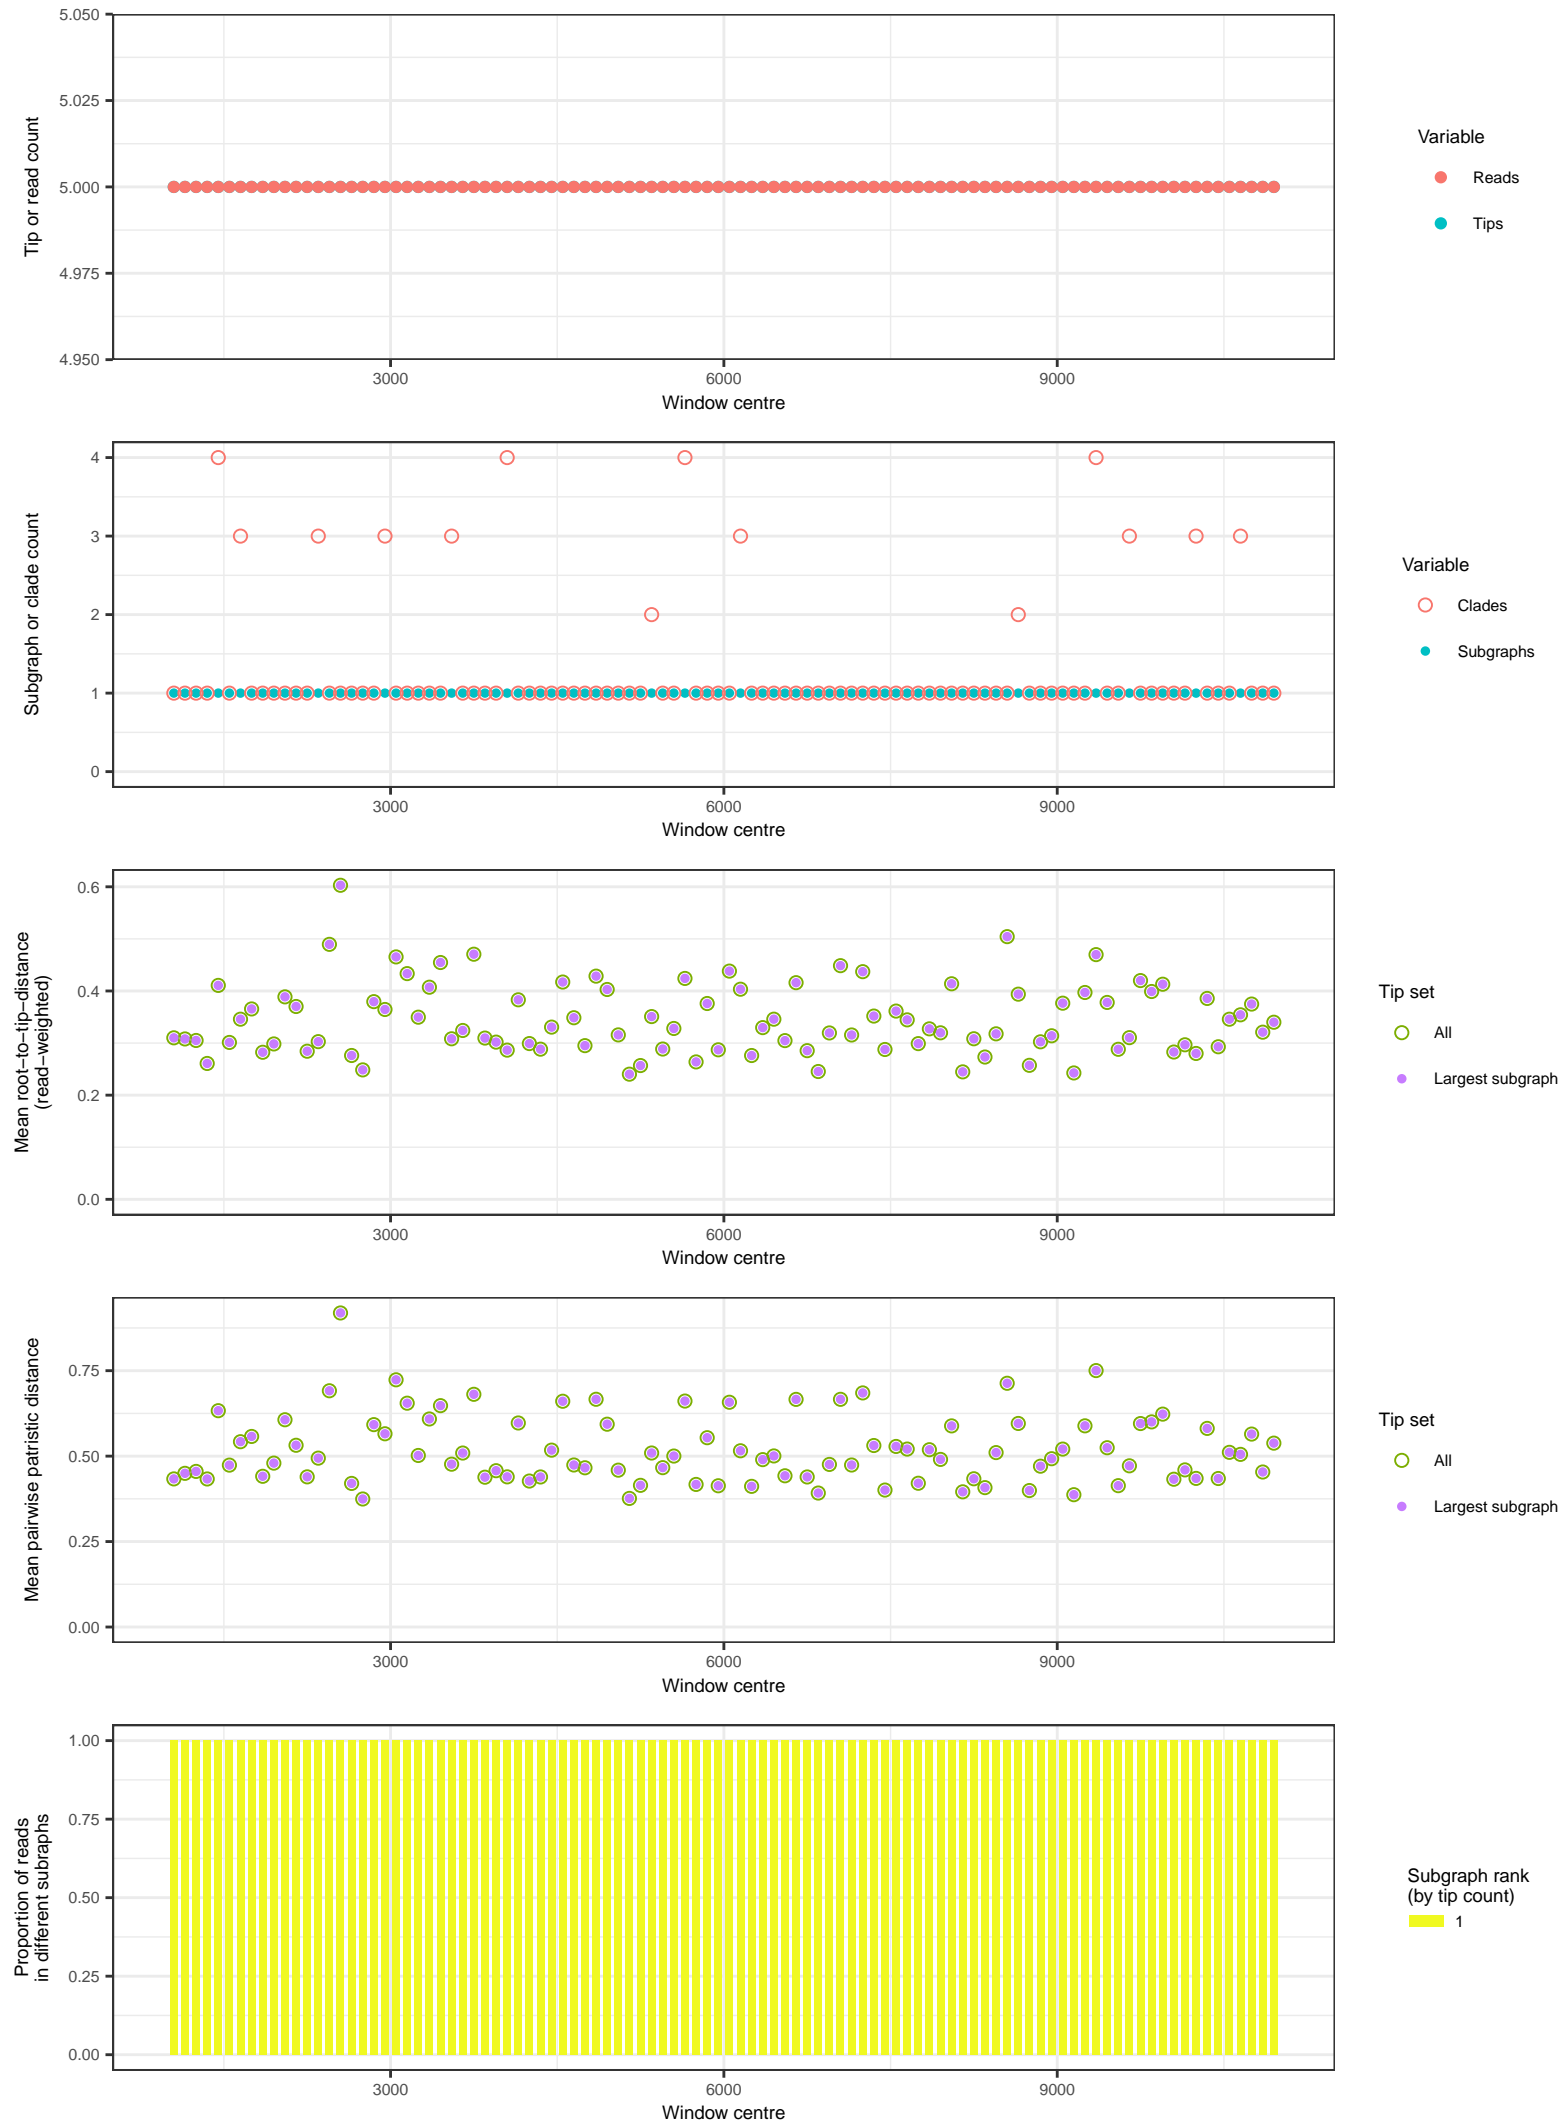 5.050
5.025
5.000
4.975
4.950
Tip or read count
3000 6000 9000
Window centre
Variable
Reads
Tips
4
3
2
1
0
Subgraph or clade count
3000 6000 9000
Window centre
Variable
Clades
Subgraphs
0.6
0.4
0.2
0.0
Mean root−to−tip−distance
(read−weighted)
3000 6000 9000
Window centre
Tip set
All
Largest subgraph
0.75
0.50
0.25
0.00
Mean pairwise patristic distance
3000 6000 9000
Window centre
Tip set
All
Largest subgraph
1.00
0.75
0.50
0.25
0.00
Proportion of reads
in different subraphs
3000 6000 9000
Window centre
Subgraph rank
(by tip count)
1